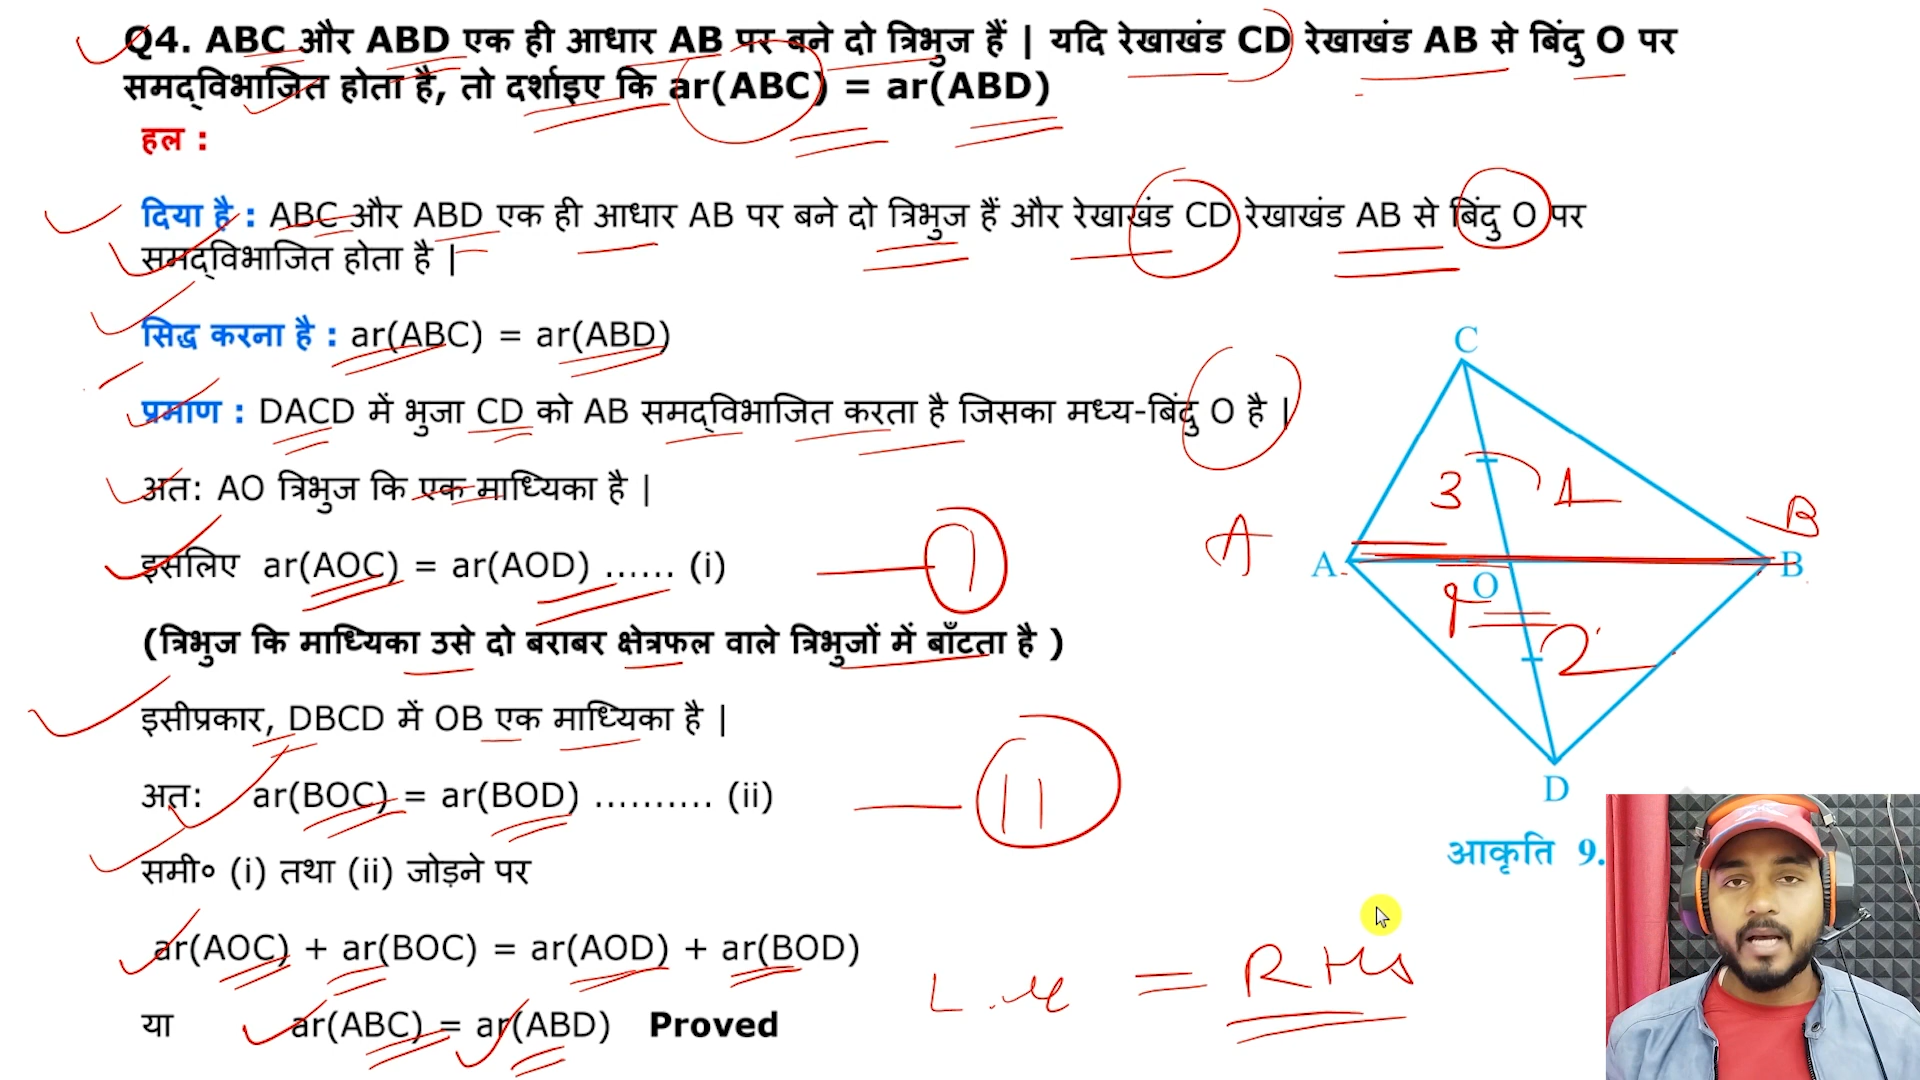 Q4. ABC और ABD एक ही आधार AB पर बने दो त्रिभुज हैं | यदि रेखाखंड CD रेखाखंड AB से बिंदु O पर
समद्विभाजित होता है, तो दर्शाइए कि ar(ABC) = ar(ABD)
हल :
दिया है : ABC और ABD एक ही आधार AB पर बने दो त्रिभुज हैं और रेखाखंड CD रेखाखंड AB से बिंदु O पर
समद्विभाजित होता है |
सिद्ध करना है : ar(ABC) = ar(ABD)
प्रमाण : DACD में भुजा CD को AB समद्विभाजित करता है जिसका मध्य-बिंदु O है |
अत: AO त्रिभुज कि एक माध्यिका है |
इसलिए ar(AOC) = ar(AOD) ...... (i)
(त्रिभुज कि माध्यिका उसे दो बराबर क्षेत्रफल वाले त्रिभुजों में बाँटता है )
इसीप्रकार, DBCD में OB एक माध्यिका है |
अत: ar(BOC) = ar(BOD) .......... (ii)
समी॰ (i) तथा (ii) जोड़ने पर
ar(AOC) + ar(BOC) = ar(AOD) + ar(BOD)
या ar(ABC) = ar(ABD) Proved
I
II
= RHS
C
3 1
A B
A O B
2
D
आकृति 9.